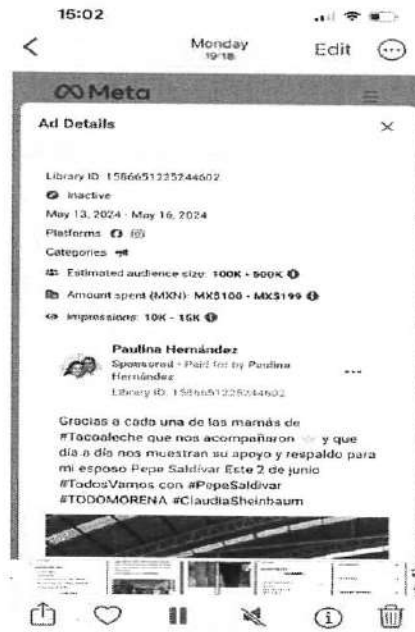 15:02
Monday
19:18
Edit
Meta
Ad Details
Library ID: 1586651225244602
Inactive
May 13, 2024 - May 16, 2024
Platforms
Categories
Estimated audience size: 100K - 500K
Amount spent (MXN): MX$100 - MX$199
Impressions: 10K - 15K
Paulina Hernández
Sponsored • Paid for by Paulina
Hernández
Library ID: 1586651225244602
Gracias a cada una de las mamás de
#Tacoaleche que nos acompañaron y que
día a día nos muestran su apoyo y respaldo para
mi esposo Pepe Saldívar Este 2 de junio
#TodosVamos con #PepeSaldivar
#TODOMORENA #ClaudiaSheinbaum